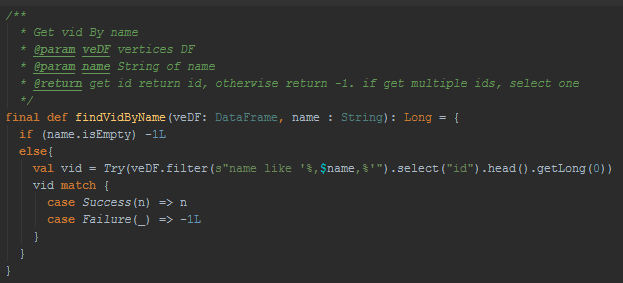 /**
 * Get vid By name
 * @param veDF vertices DF
 * @param name String of name
 * @return get id return id, otherwise return -1. if get multiple ids, select one
 */
final def findVidByName(veDF: DataFrame, name : String): Long = {
  if (name.isEmpty) -1L
  else{
    val vid = Try(veDF.filter(s"name like '%,$name,%'").select("id").head().getLong(0))
    vid match {
      case Success(n) => n
      case Failure(_) => -1L
    }
  }
}